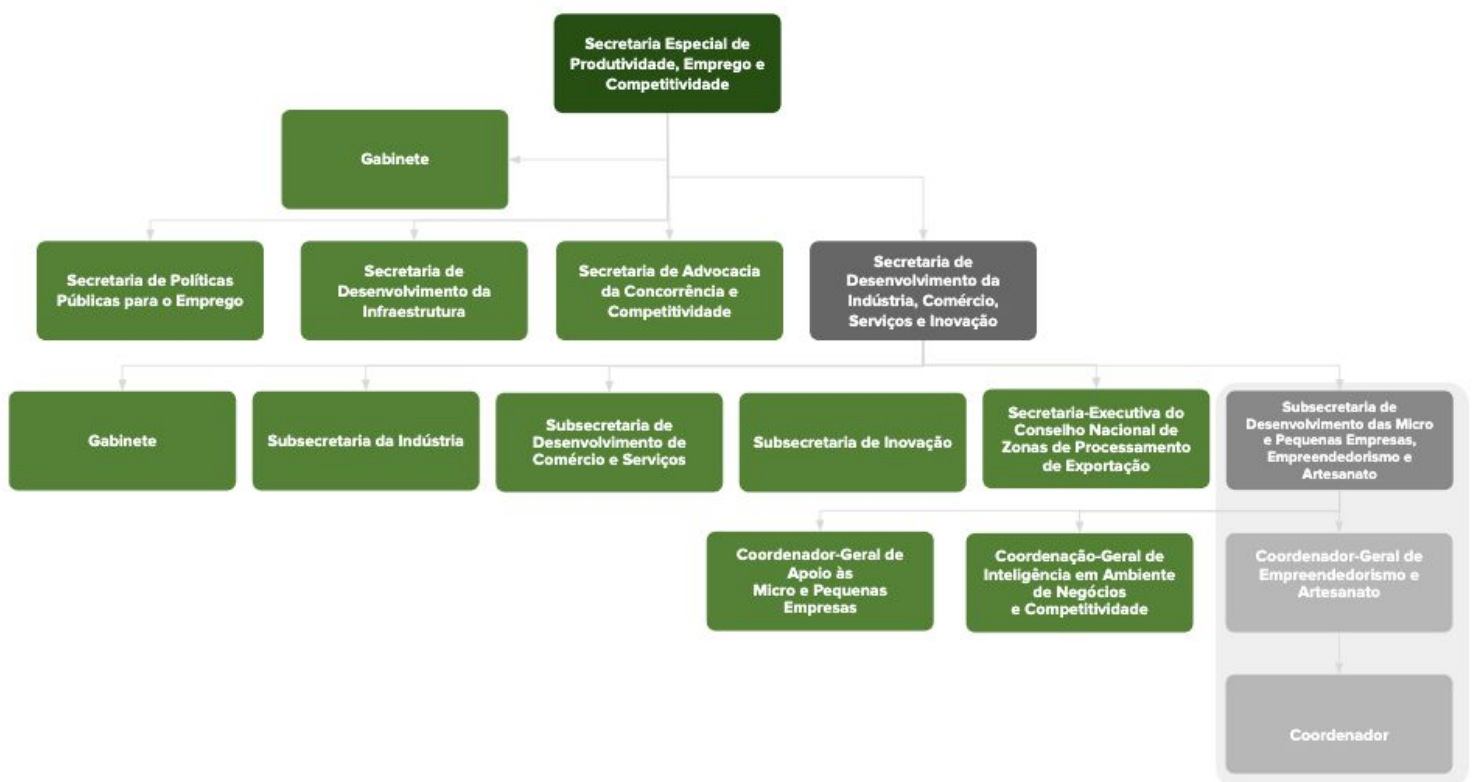 Secretaria Especial de
Produtividade, Emprego e
Competitividade
Gabinete
Secretaria de Políticas
Públicas para o Emprego
Secretaria de
Desenvolvimento da
Infraestrutura
Secretaria de Advocacia
da Concorrência e
Competitividade
Secretaria de
Desenvolvimento da
Indústria, Comércio,
Serviços e Inovação
Gabinete
Subsecretaria da Indústria
Subsecretaria de
Desenvolvimento de
Comércio e Serviços
Subsecretaria de Inovação
Secretaria-Executiva do
Conselho Nacional de
Zonas de Processamento
de Exportação
Subsecretaria de
Desenvolvimento das Micro
e Pequenas Empresas,
Empreendedorismo e
Artesanato
Coordenador-Geral de
Apoio às
Micro e Pequenas
Empresas
Coordenação-Geral de
Inteligência em Ambiente
de Negócios
e Competitividade
Coordenador-Geral de
Empreendedorismo e
Artesanato
Coordenador